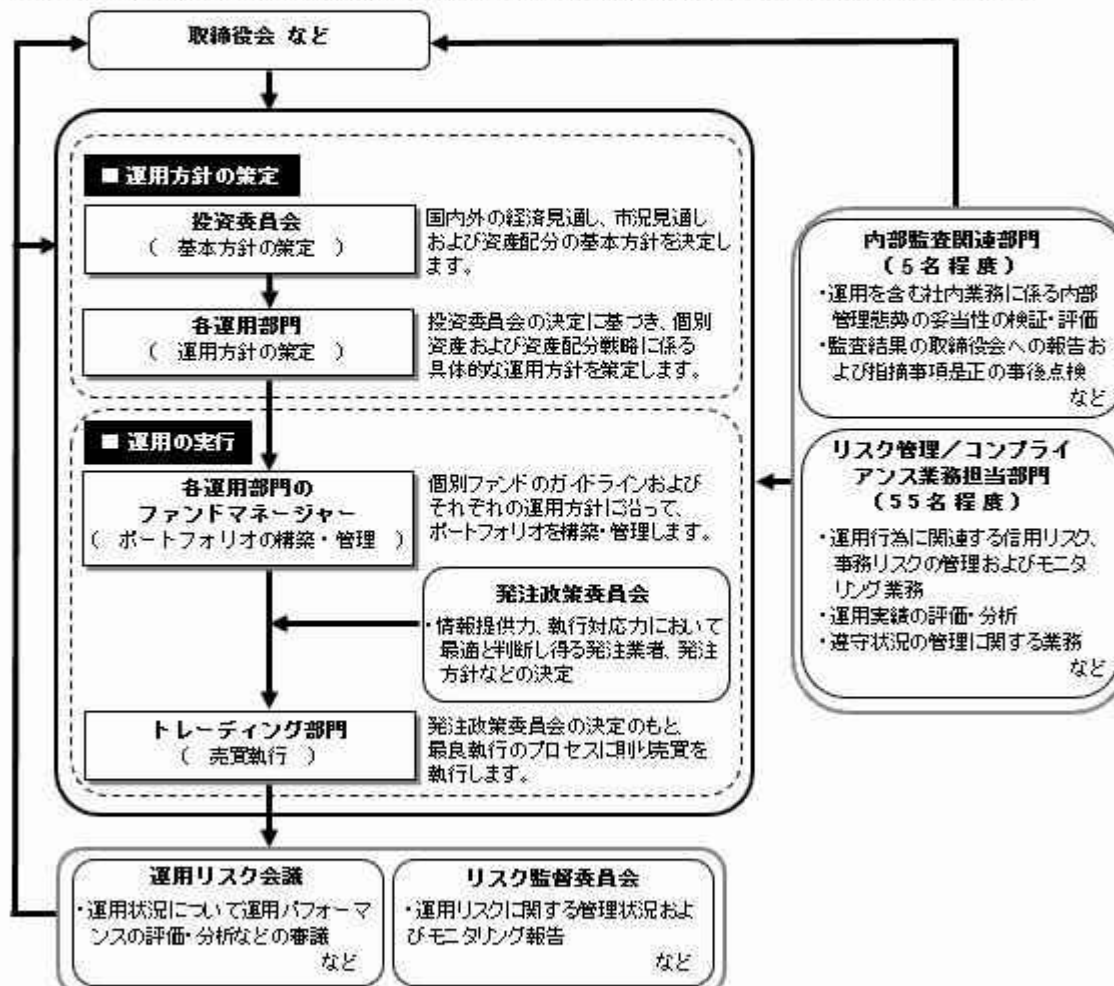 取締役会 など
■ 運用方針の策定
投資委員会
( 基本方針の策定 )
国内外の経済見通し、市況見通し
および資産配分の基本方針を決定し
ます。
各運用部門
( 運用方針の策定 )
投資委員会の決定に基づき、個別
資産および資産配分戦略に係る
具体的な運用方針を策定します。
■ 運用の実行
各運用部門の
ファンドマネージャー
( ポートフォリオの構築・管理 )
個別ファンドのガイドラインおよび
それぞれの運用方針に沿って、
ポートフォリオを構築・管理します。
発注政策委員会
・情報提供力、執行対応力において
最適と判断し得る発注業者、発注
方針などの決定
トレーディング部門
( 売買執行 )
発注政策委員会の決定のもと、
最良執行のプロセスに則り売買を
執行します。
内部監査関連部門
(5名程度)
・運用を含む社内業務に係る内部
管理態勢の妥当性の検証・評価
・監査結果の取締役会への報告お
よび指摘事項是正の事後点検
など
リスク管理／コンプライ
アンス業務担当部門
(55名程度)
・運用行為に関連する信用リスク、
事務リスクの管理およびモニタ
リング業務
・運用実績の評価・分析
・遵守状況の管理に関する業務
など
運用リスク会議
・運用状況について運用パフォーマ
ンスの評価・分析などの審議
など
リスク監督委員会
・運用リスクに関する管理状況およ
びモニタリング報告
など